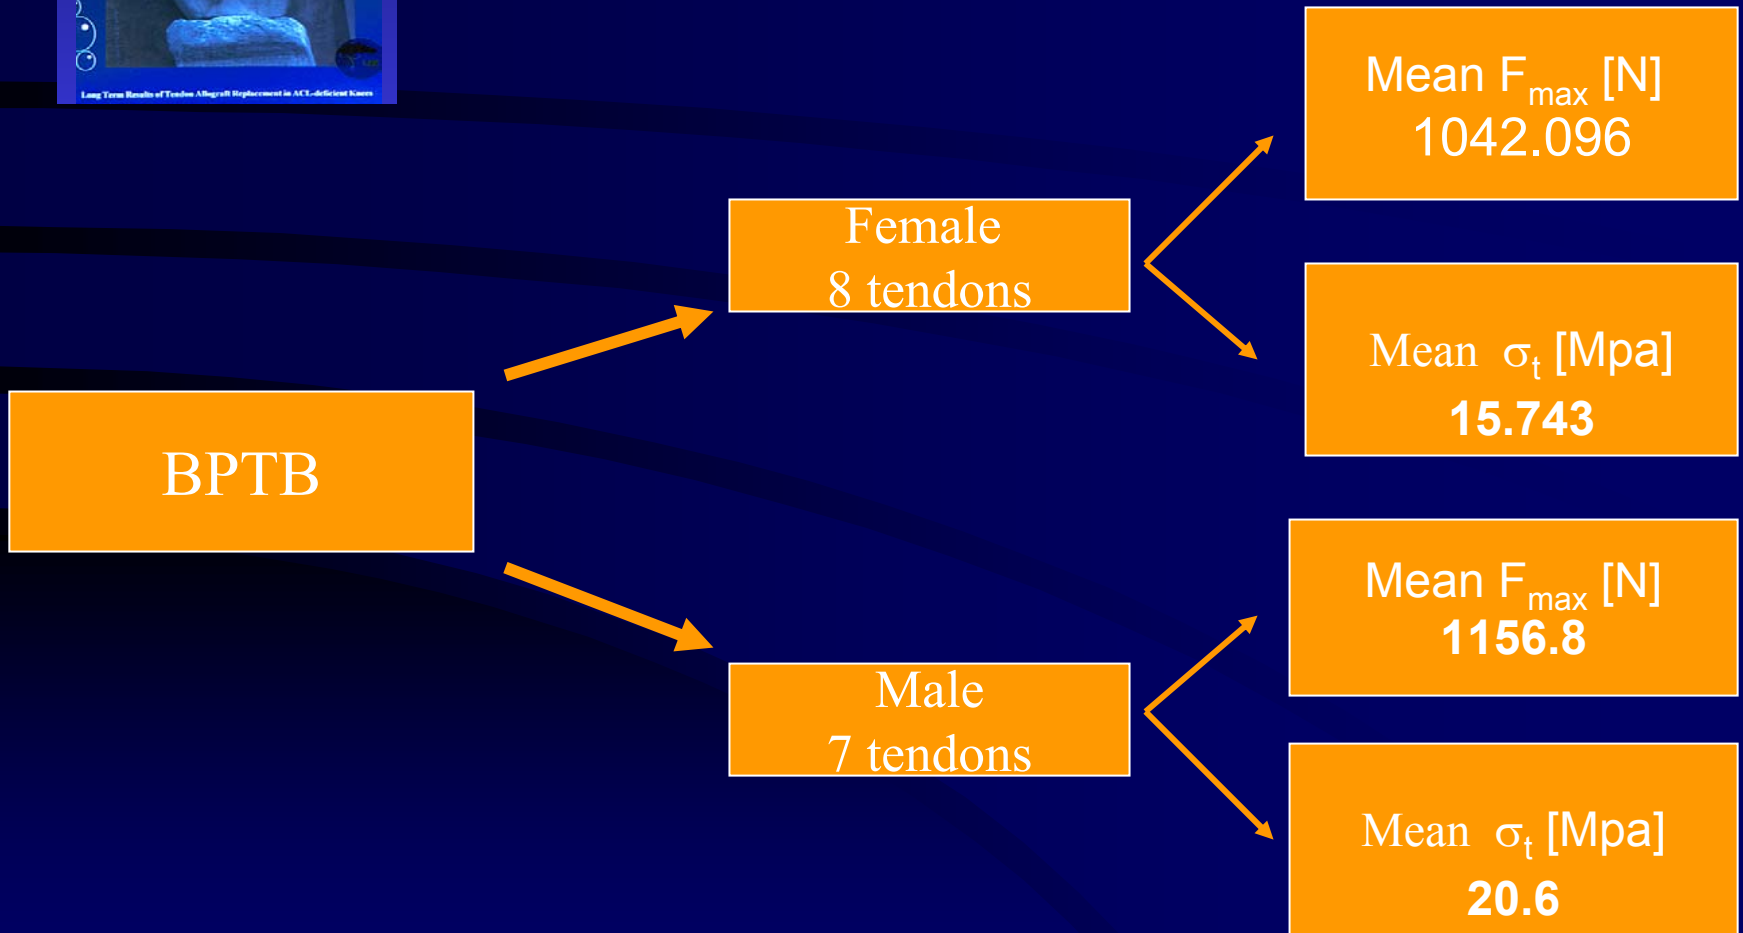 Long Term Results of Tendon Allograft Replacement in ACL-deficient Knees
BPTB
Female
8 tendons
Male
7 tendons
Mean Fmax [N]
1042.096
Mean σt [Mpa]
15.743
Mean Fmax [N]
1156.8
Mean σt [Mpa]
20.6